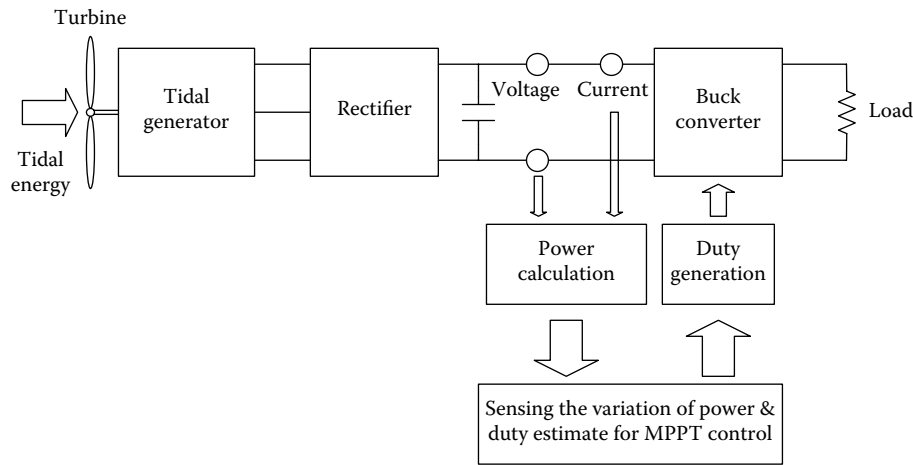 Turbine
Tidal
energy
Tidal
generator
Rectifier
Voltage
Current
Buck
converter
Load
Power
calculation
Duty
generation
Sensing the variation of power &
duty estimate for MPPT control